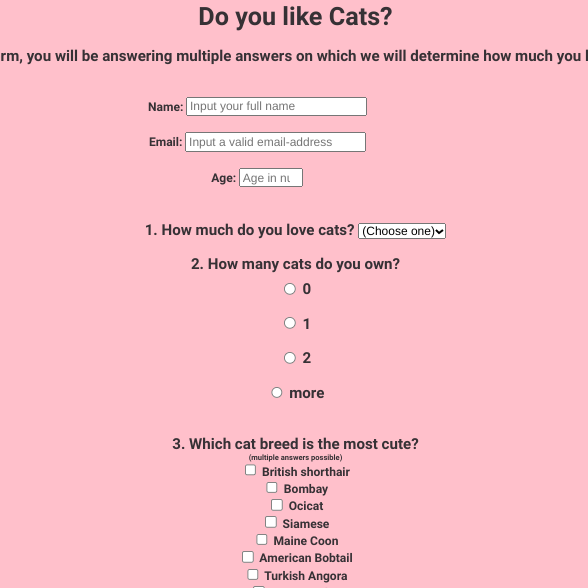 Do you like Cats?
rm, you will be answering multiple answers on which we will determine how much you l
Name: Input your full name
Email: Input a valid email-address
Age: Age in nu
1. How much do you love cats? (Choose one)
2. How many cats do you own?
0
1
2
more
3. Which cat breed is the most cute?
(multiple answers possible)
British shorthair
Bombay
Ocicat
Siamese
Maine Coon
American Bobtail
Turkish Angora